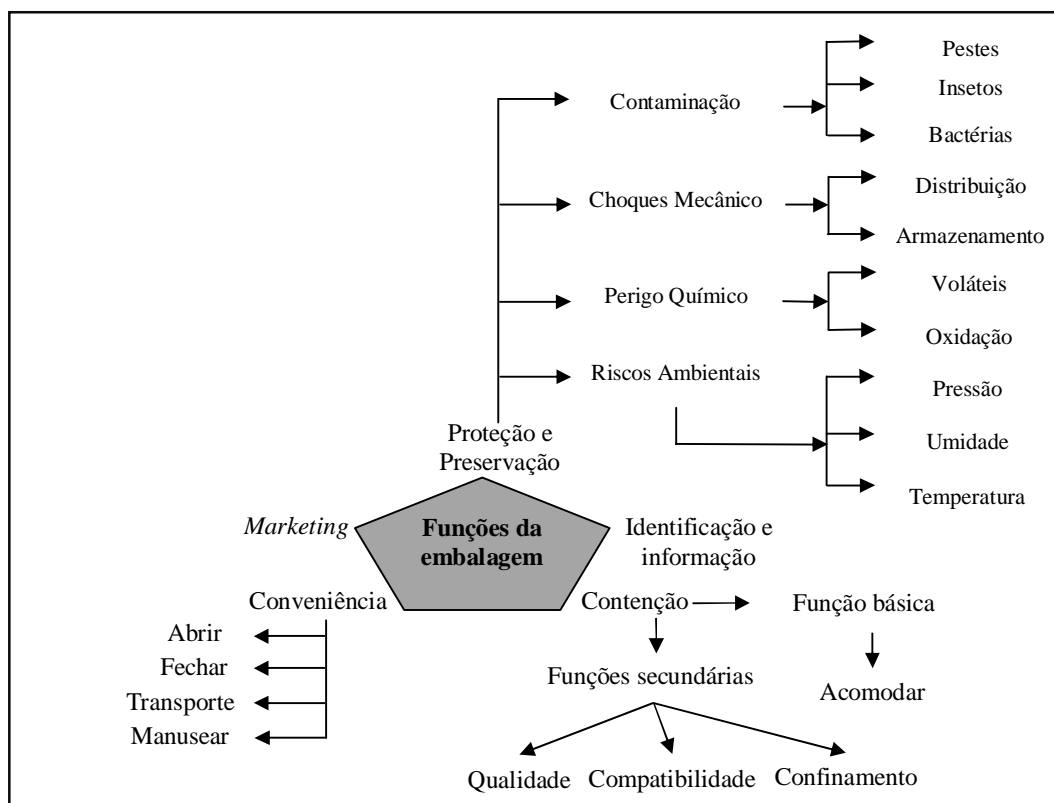 Pestes
Contaminação
Insetos
Bactérias
Choques Mecânico
Distribuição
Armazenamento
Perigo Químico
Voláteis
Oxidação
Riscos Ambientais
Pressão
Umidade
Temperatura
Proteção e
Preservação
Marketing
Funções da
embalagem
Identificação e
informação
Conveniência
Abrir
Fechar
Transporte
Manusear
Contenção
Função básica
Acomodar
Funções secundárias
Qualidade
Compatibilidade
Confinamento